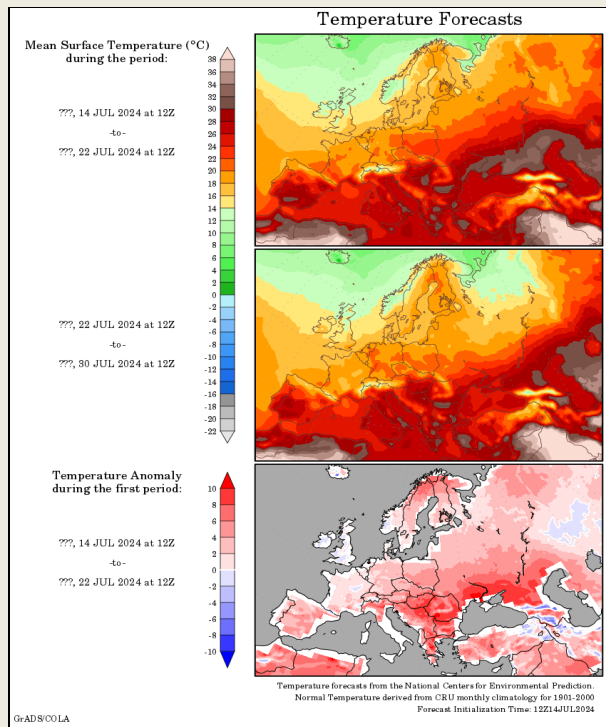 Temperature Forecasts
Mean Surface Temperature (°C)
during the period:
???, 14 JUL 2024 at 12Z
-to-
???, 22 JUL 2024 at 12Z
38
36
34
32
30
28
26
24
22
20
18
16
14
12
10
8
6
4
2
0
-2
-4
-6
-8
-10
-12
-14
-16
-18
-20
-22
???, 22 JUL 2024 at 12Z
-to-
???, 30 JUL 2024 at 12Z
Temperature Anomaly
during the first period:
???, 14 JUL 2024 at 12Z
-to-
???, 22 JUL 2024 at 12Z
10
8
6
4
2
0
-2
-4
-6
-8
-10
Temperature forecasts from the National Centers for Environmental Prediction.
Normal Temperature derived from CRU monthly climatology for 1901-2000
Forecast Initialization Time: 12Z14JUL2024
GrADS/COLA